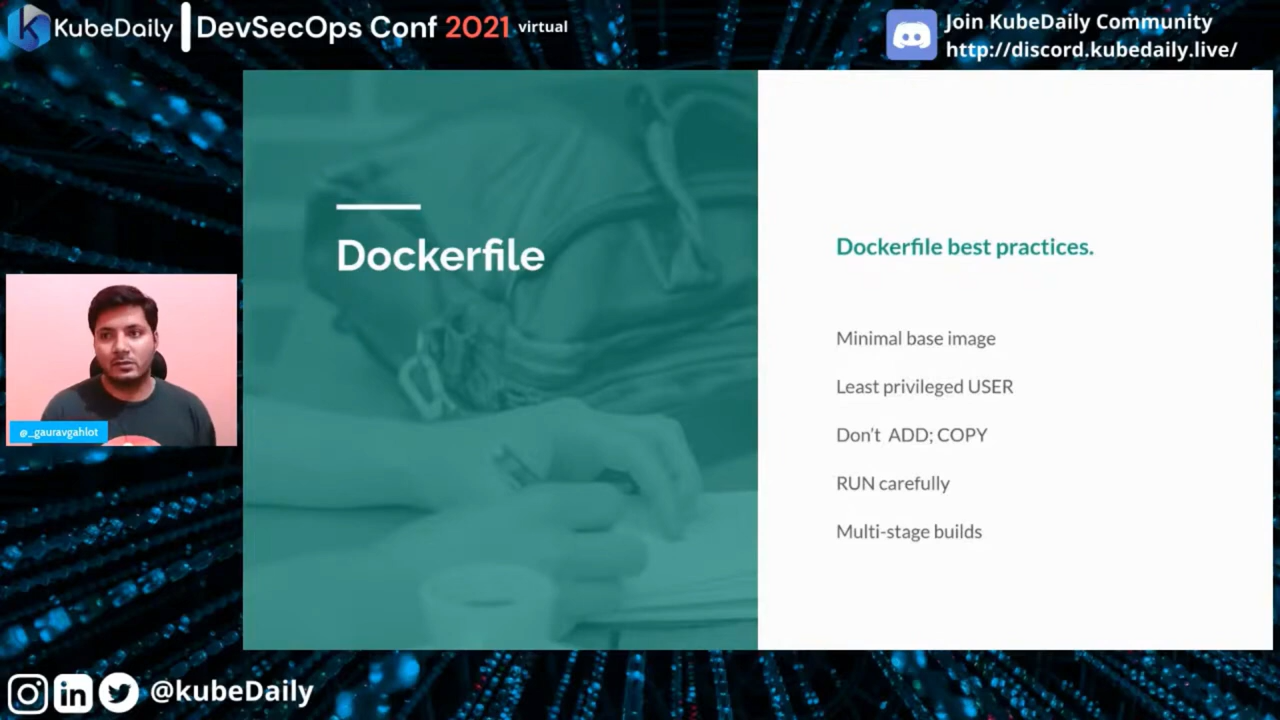 KubeDaily | DevSecOps Conf 2021 virtual
Join KubeDaily Community
http://discord.kubedaily.live/
Dockerfile
Dockerfile best practices.
Minimal base image
Least privileged USER
Don't ADD; COPY
RUN carefully
Multi-stage builds
@_gauravgahlot
@kubeDaily